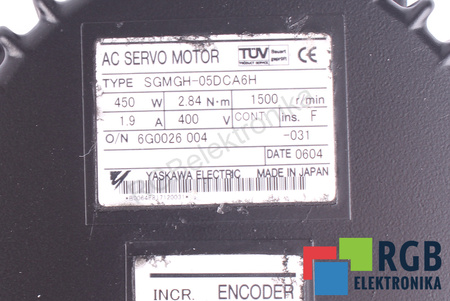 AC SERVO MOTOR TÜV CE
TYPE SGMGH-05DCA6H
450 W 2.84 N·m 1500 r/min
1.9 A 400 V CONT ins. F
O/N 6G0026 004 -031
DATE 0604
YASKAWA ELECTRIC MADE IN JAPAN
INCR. ENCODER
RGB
ELEKTRONIKA